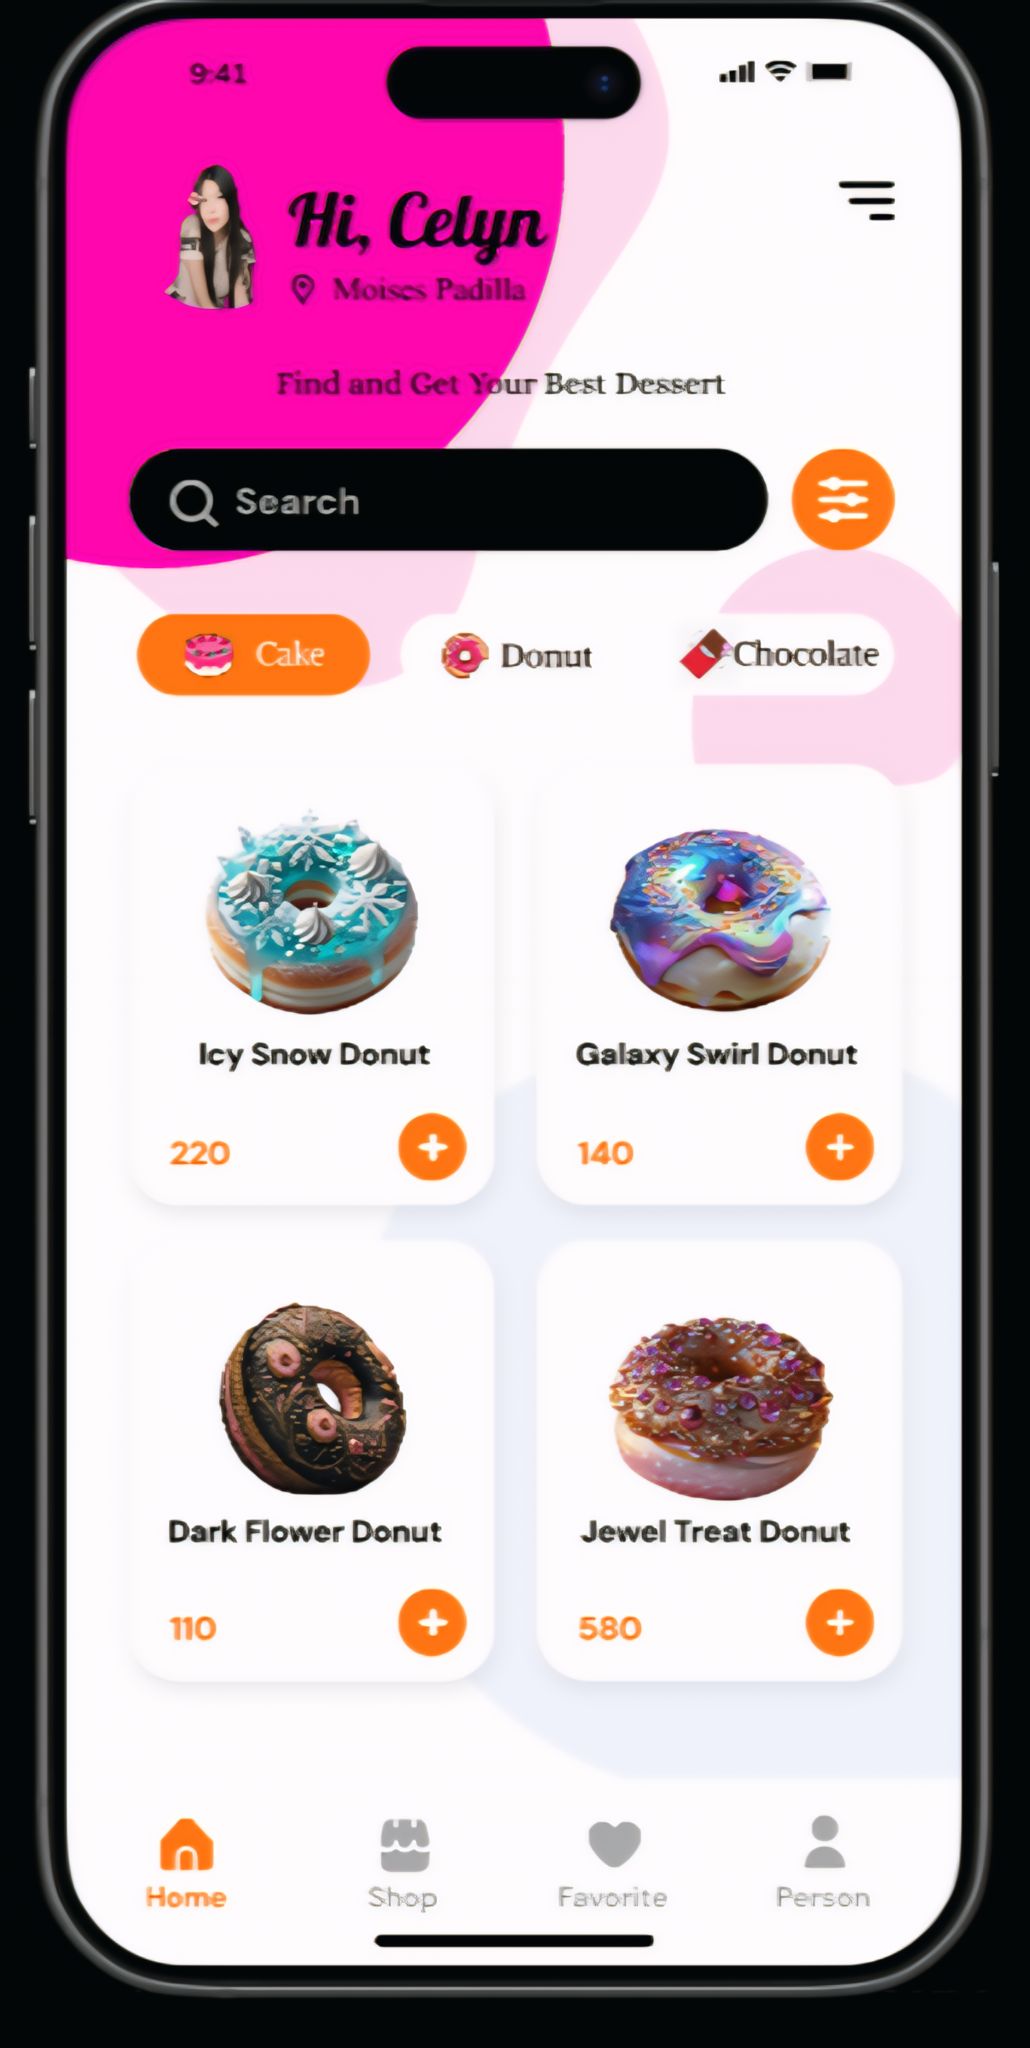 9:41
Hi, Celyn
Moises Padilla
Find and Get Your Best Dessert
Search
Cake
Donut
Chocolate
Icy Snow Donut
Galaxy Swirl Donut
220
140
Dark Flower Donut
Jewel Treat Donut
110
580
Home
Shop
Favorite
Person